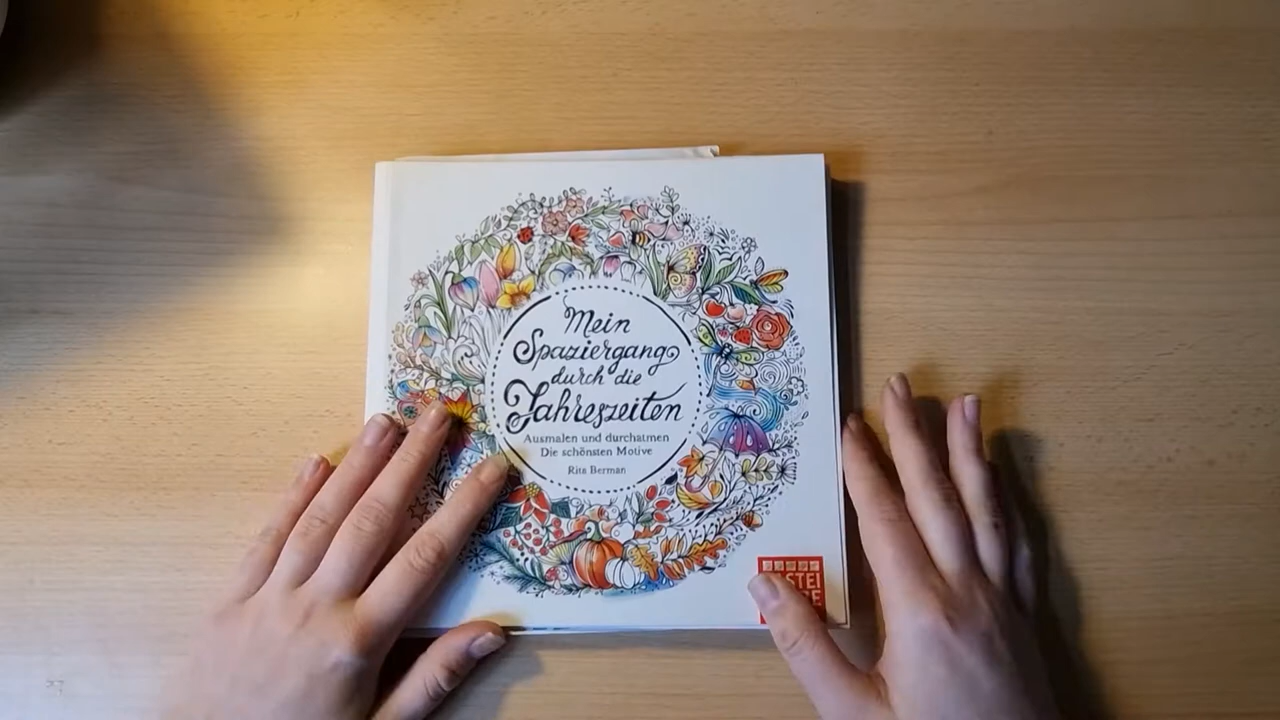 Mein
Spaziergang
durch die
Jahreszeiten
Ausmalen und durchatmen
Die schönsten Motive
Rita Berman